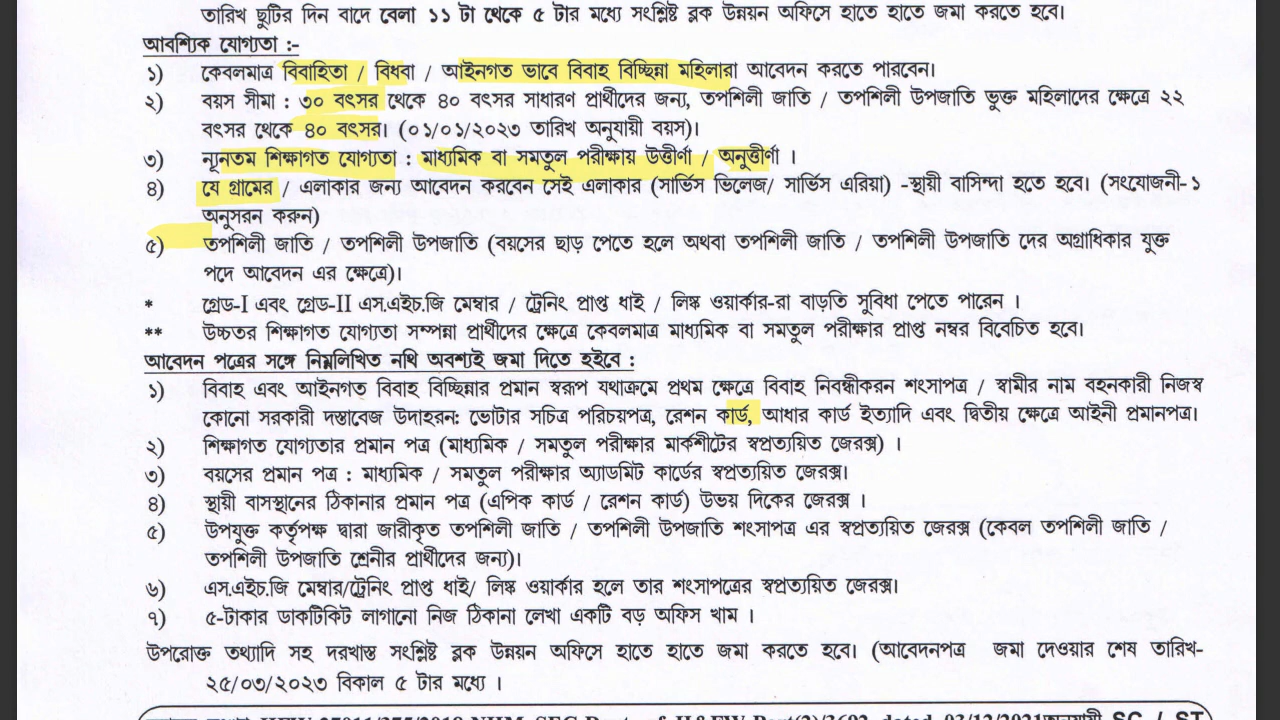 তারিখ ছুটির দিন বাদে বেলা ১১ টা থেকে ৫ টার মধ্যে সংশ্লিষ্ট ব্লক উন্নয়ন অফিসে হাতে হাতে জমা করতে হবে।
আবশ্যিক যোগ্যতা :-
১) কেবলমাত্র বিবাহিতা / বিধবা / আইনগত ভাবে বিবাহ বিচ্ছিন্না মহিলারা আবেদন করতে পারবেন।
২) বয়স সীমা : ৩০ বৎসর থেকে ৪০ বৎসর সাধারণ প্রার্থীদের জন্য, তপশিলী জাতি / তপশিলী উপজাতি ভুক্ত মহিলাদের ক্ষেত্রে ২২
বৎসর থেকে ৪০ বৎসর। (০১/০১/২০২৩ তারিখ অনুযায়ী বয়স)।
৩) ন্যূনতম শিক্ষাগত যোগ্যতা : মাধ্যমিক বা সমতুল পরীক্ষায় উত্তীর্ণা / অনুত্তীর্ণা ।
৪) যে গ্রামের / এলাকার জন্য আবেদন করবেন সেই এলাকার (সার্ভিস ভিলেজ/ সার্ভিস এরিয়া) -স্থায়ী বাসিন্দা হতে হবে। (সংযোজনী-১
অনুসরন করুন)
৫) তপশিলী জাতি / তপশিলী উপজাতি (বয়সের ছাড় পেতে হলে অথবা তপশিলী জাতি / তপশিলী উপজাতি দের অগ্রাধিকার যুক্ত
পদে আবেদন এর ক্ষেত্রে)।
* গ্রেড-I এবং গ্রেড-II এস.এইচ.জি মেম্বার / ট্রেনিং প্রাপ্ত ধাই / লিঙ্ক ওয়ার্কার-রা বাড়তি সুবিধা পেতে পারেন ।
** উচ্চতর শিক্ষাগত যোগ্যতা সম্পন্না প্রার্থীদের ক্ষেত্রে কেবলমাত্র মাধ্যমিক বা সমতুল পরীক্ষার প্রাপ্ত নম্বর বিবেচিত হবে।
আবেদন পত্রের সঙ্গে নিম্নলিখিত নথি অবশ্যই জমা দিতে হইবে :
১) বিবাহ এবং আইনগত বিবাহ বিচ্ছিন্নার প্রমান স্বরূপ যথাক্রমে প্রথম ক্ষেত্রে বিবাহ নিবন্ধীকরন শংসাপত্র / স্বামীর নাম বহনকারী নিজস্ব
কোনো সরকারী দস্তাবেজ উদাহরন: ভোটার সচিত্র পরিচয়পত্র, রেশন কার্ড, আধার কার্ড ইত্যাদি এবং দ্বিতীয় ক্ষেত্রে আইনী প্রমানপত্র।
২) শিক্ষাগত যোগ্যতার প্রমান পত্র (মাধ্যমিক / সমতুল পরীক্ষার মার্কশীটের স্বপ্রত্যয়িত জেরক্স) ।
৩) বয়সের প্রমান পত্র : মাধ্যমিক / সমতুল পরীক্ষার অ্যাডমিট কার্ডের স্বপ্রত্যয়িত জেরক্স।
৪) স্থায়ী বাসস্থানের ঠিকানার প্রমান পত্র (এপিক কার্ড / রেশন কার্ড) উভয় দিকের জেরক্স ।
৫) উপযুক্ত কর্তৃপক্ষ দ্বারা জারীকৃত তপশিলী জাতি / তপশিলী উপজাতি শংসাপত্র এর স্বপ্রত্যয়িত জেরক্স (কেবল তপশিলী জাতি /
তপশিলী উপজাতি শ্রেনীর প্রার্থীদের জন্য)।
৬) এস.এইচ.জি মেম্বার/ট্রেনিং প্রাপ্ত ধাই/ লিঙ্ক ওয়ার্কার হলে তার শংসাপত্রের স্বপ্রত্যয়িত জেরক্স।
৭) ৫-টাকার ডাকটিকিট লাগানো নিজ ঠিকানা লেখা একটি বড় অফিস খাম ।
উপরোক্ত তথ্যাদি সহ দরখাস্ত সংশ্লিষ্ট ব্লক উন্নয়ন অফিসে হাতে হাতে জমা করতে হবে। (আবেদনপত্র জমা দেওয়ার শেষ তারিখ-
২৫/০৩/২০২৩ বিকাল ৫ টার মধ্যে ।